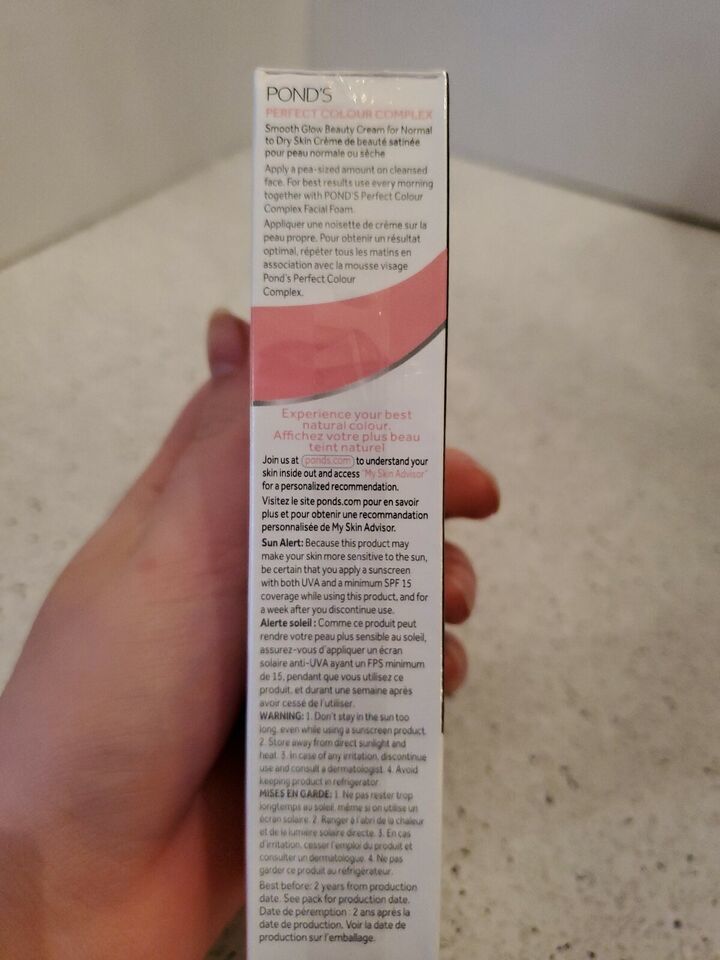 POND'S
PERFECT COLOUR COMPLEX
Smooth Glow Beauty Cream for Normal
to Dry Skin Crème de beauté satinée
pour peau normale ou sèche
Apply a pea-sized amount on cleansed
face. For best results use every morning
together with POND'S Perfect Colour
Complex Facial Foam.
Appliquer une noisette de crème sur la
peau propre. Pour obtenir un résultat
optimal, répéter tous les matins en
association avec la mousse visage
Pond's Perfect Colour
Complex.
Experience your best
natural colour.
Affichez votre plus beau
teint naturel
Join us at ponds.com to understand your
skin inside out and access "My Skin Advisor"
for a personalized recommendation.
Visitez le site ponds.com pour en savoir
plus et pour obtenir une recommandation
personnalisée de My Skin Advisor.
Sun Alert: Because this product may
make your skin more sensitive to the sun,
be certain that you apply a sunscreen
with both UVA and a minimum SPF 15
coverage while using this product, and for
a week after you discontinue use.
Alerte soleil : Comme ce produit peut
rendre votre peau plus sensible au soleil,
assurez-vous d'appliquer un écran
solaire anti-UVA ayant un FPS minimum
de 15, pendant que vous utilisez ce
produit, et durant une semaine après
avoir cessé de l'utiliser.
WARNING: 1. Don't stay in the sun too
long, even while using a sunscreen product.
2. Store away from direct sunlight and
heat. 3. In case of any irritation, discontinue
use and consult a dermatologist. 4. Avoid
keeping product in refrigerator.
MISES EN GARDE: 1. Ne pas rester trop
longtemps au soleil, même si on utilise un
écran solaire. 2. Ranger à l'abri de la chaleur
et de la lumière solaire directe. 3. En cas
d'irritation, cesser l'emploi du produit et
consulter un dermatologue. 4. Ne pas
garder ce produit au réfrigérateur.
Best before: 2 years from production
date. See pack for production date.
Date de péremption : 2 ans après la
date de production. Voir la date de
production sur l'emballage.